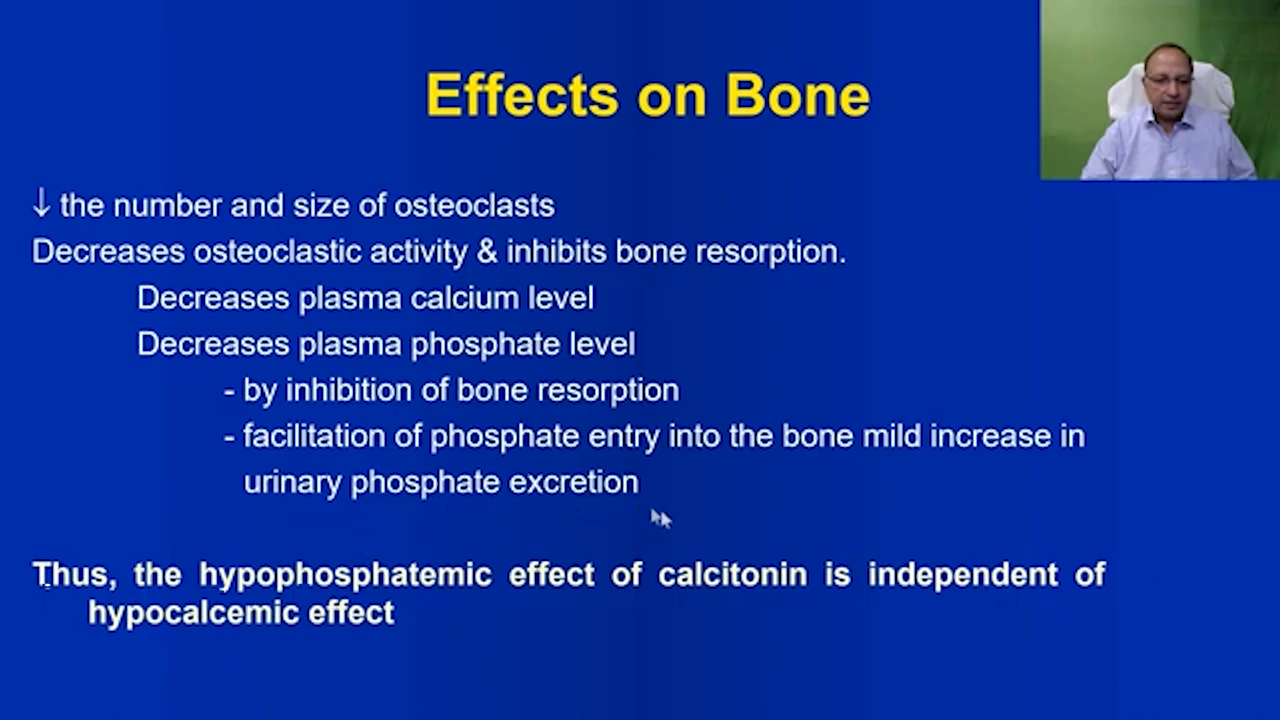 Effects on Bone
↓ the number and size of osteoclasts
Decreases osteoclastic activity & inhibits bone resorption.
Decreases plasma calcium level
Decreases plasma phosphate level
- by inhibition of bone resorption
- facilitation of phosphate entry into the bone mild increase in
urinary phosphate excretion
Thus, the hypophosphatemic effect of calcitonin is independent of
hypocalcemic effect